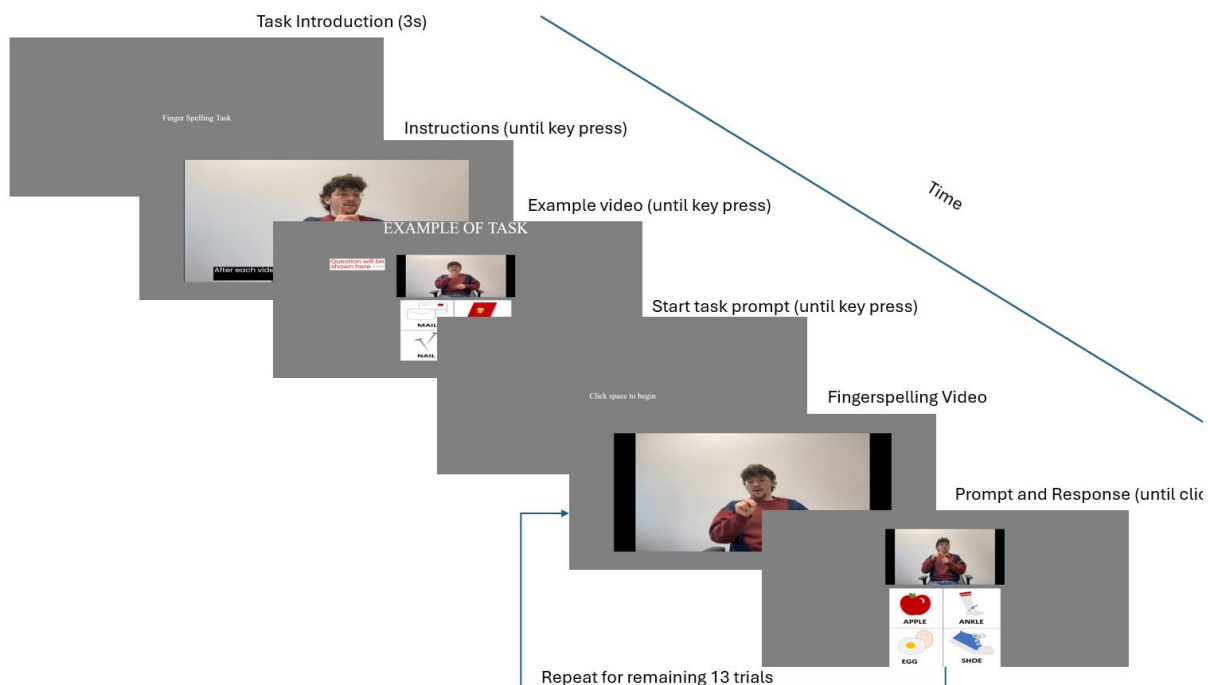 Task Introduction (3s)
Finger Spelling Task
Instructions (until key press)
After each vide
Example video (until key press)
EXAMPLE OF TASK
Question will be
shown here ---
MAIL
NAIL
Time
Start task prompt (until key press)
Click space to begin
Fingerspelling Video
Prompt and Response (until clic
APPLE ANKLE
EGG SHOE
Repeat for remaining 13 trials